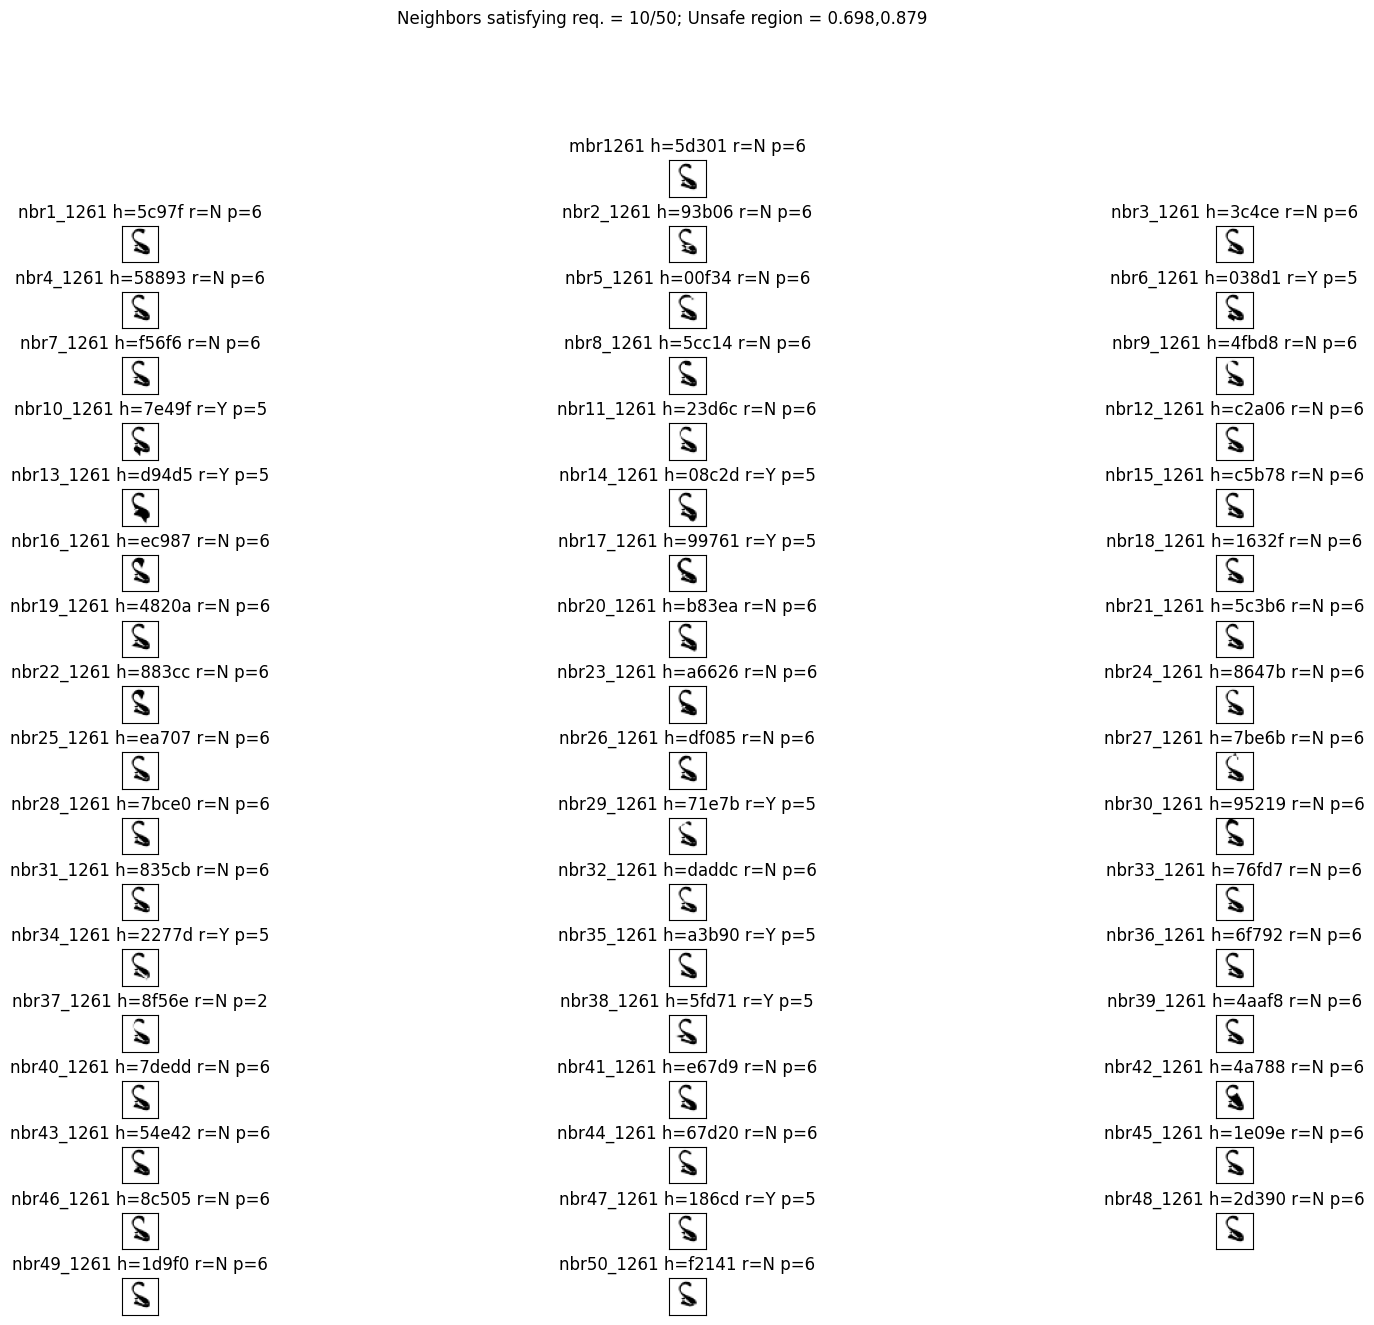 Neighbors satisfying req. = 10/50; Unsafe region = 0.698,0.879
mbr1261 h=5d301 r=N p=6
nbr1_1261 h=5c97f r=N p=6
nbr2_1261 h=93b06 r=N p=6
nbr3_1261 h=3c4ce r=N p=6
nbr4_1261 h=58893 r=N p=6
nbr5_1261 h=00f34 r=N p=6
nbr6_1261 h=038d1 r=Y p=5
nbr7_1261 h=f56f6 r=N p=6
nbr8_1261 h=5cc14 r=N p=6
nbr9_1261 h=4fbd8 r=N p=6
nbr10_1261 h=7e49f r=Y p=5
nbr11_1261 h=23d6c r=N p=6
nbr12_1261 h=c2a06 r=N p=6
nbr13_1261 h=d94d5 r=Y p=5
nbr14_1261 h=08c2d r=Y p=5
nbr15_1261 h=c5b78 r=N p=6
nbr16_1261 h=ec987 r=N p=6
nbr17_1261 h=99761 r=Y p=5
nbr18_1261 h=1632f r=N p=6
nbr19_1261 h=4820a r=N p=6
nbr20_1261 h=b83ea r=N p=6
nbr21_1261 h=5c3b6 r=N p=6
nbr22_1261 h=883cc r=N p=6
nbr23_1261 h=a6626 r=N p=6
nbr24_1261 h=8647b r=N p=6
nbr25_1261 h=ea707 r=N p=6
nbr26_1261 h=df085 r=N p=6
nbr27_1261 h=7be6b r=N p=6
nbr28_1261 h=7bce0 r=N p=6
nbr29_1261 h=71e7b r=Y p=5
nbr30_1261 h=95219 r=N p=6
nbr31_1261 h=835cb r=N p=6
nbr32_1261 h=daddc r=N p=6
nbr33_1261 h=76fd7 r=N p=6
nbr34_1261 h=2277d r=Y p=5
nbr35_1261 h=a3b90 r=Y p=5
nbr36_1261 h=6f792 r=N p=6
nbr37_1261 h=8f56e r=N p=2
nbr38_1261 h=5fd71 r=Y p=5
nbr39_1261 h=4aaf8 r=N p=6
nbr40_1261 h=7dedd r=N p=6
nbr41_1261 h=e67d9 r=N p=6
nbr42_1261 h=4a788 r=N p=6
nbr43_1261 h=54e42 r=N p=6
nbr44_1261 h=67d20 r=N p=6
nbr45_1261 h=1e09e r=N p=6
nbr46_1261 h=8c505 r=N p=6
nbr47_1261 h=186cd r=Y p=5
nbr48_1261 h=2d390 r=N p=6
nbr49_1261 h=1d9f0 r=N p=6
nbr50_1261 h=f2141 r=N p=6